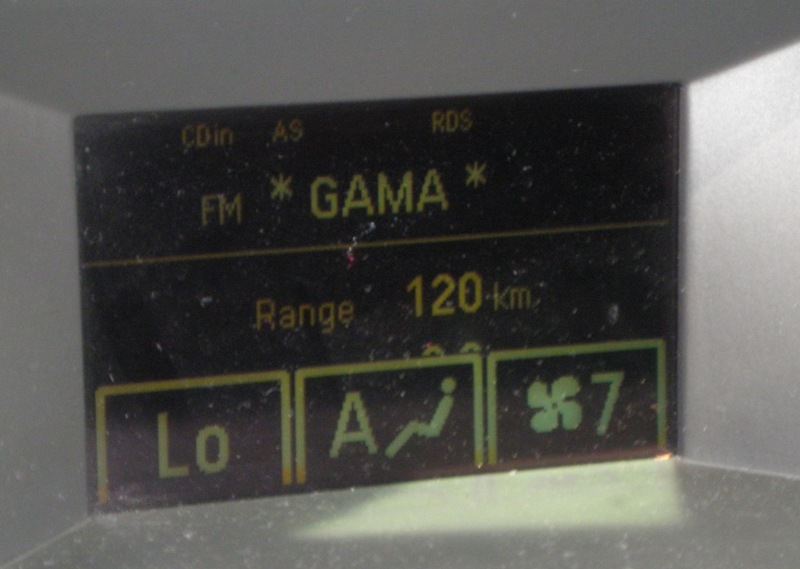 CDin AS RDS
FM * GAMA *
Range 120 km
Lo A 7